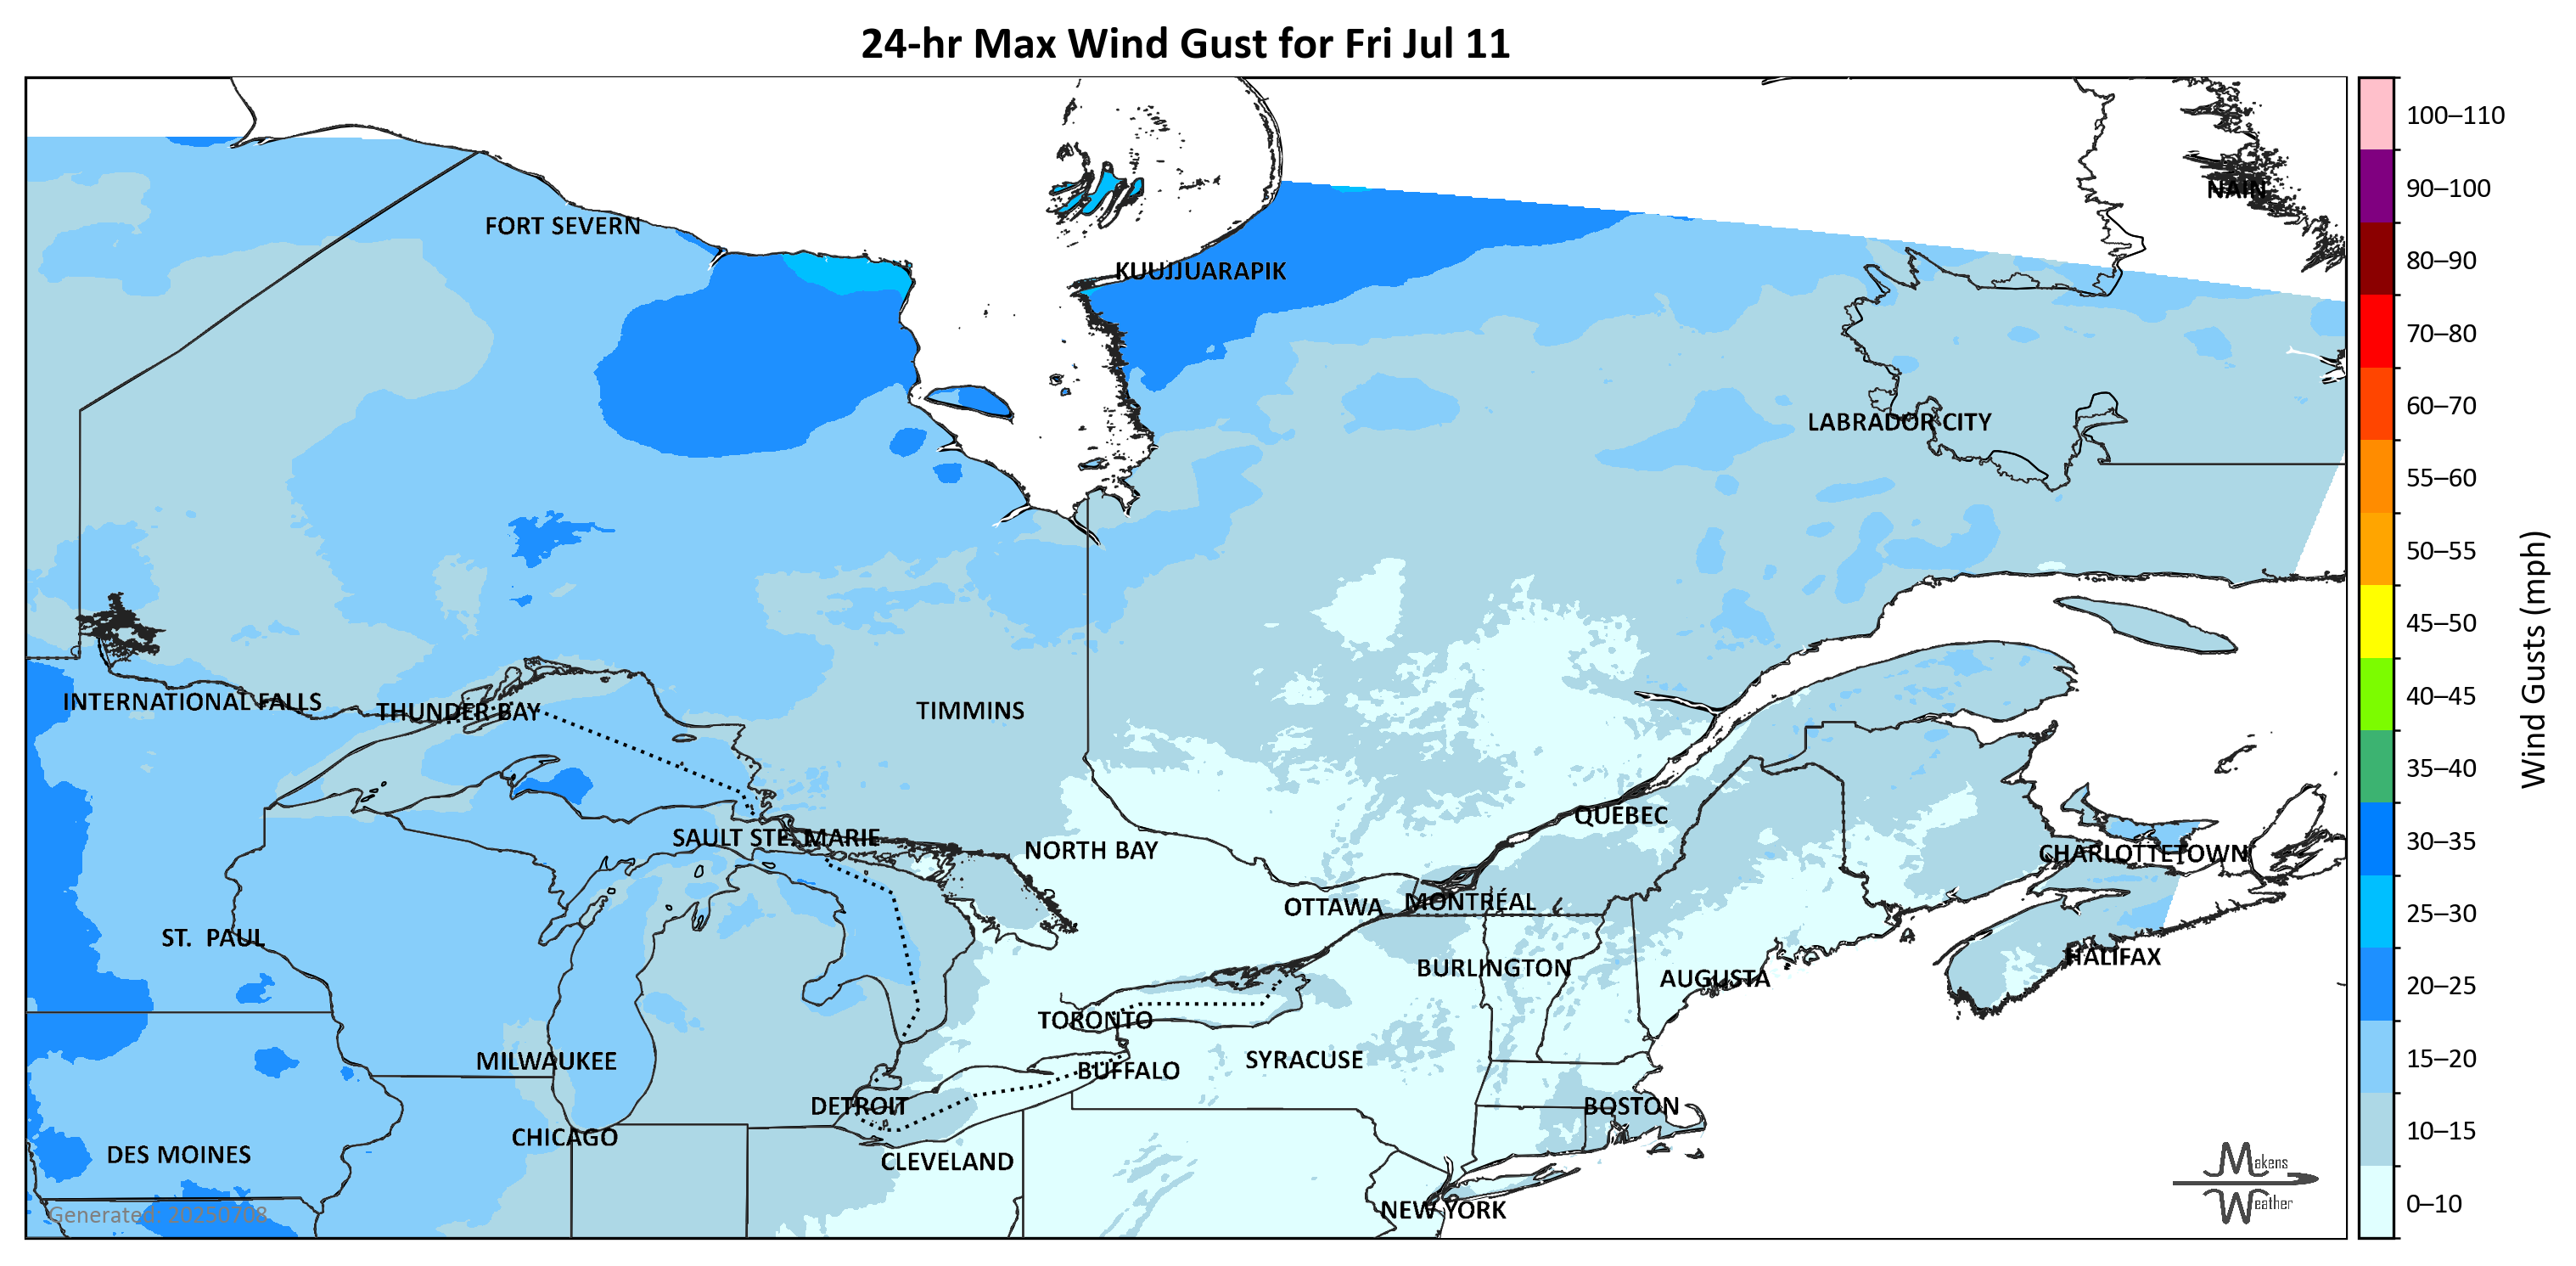 24-hr Max Wind Gust for Fri Jul 11
100–110
90–100
80–90
70–80
60–70
55–60
50–55
45–50
40–45
35–40
30–35
25–30
20–25
15–20
10–15
0–10
Wind Gusts (mph)
NAIN
FORT SEVERN
KUUJJUARAPIK
LABRADOR CITY
INTERNATIONAL FALLS
THUNDER BAY
TIMMINS
QUEBEC
SAULT STE. MARIE
NORTH BAY
CHARLOTTETOWN
OTTAWA
MONTRÉAL
ST. PAUL
HALIFAX
BURLINGTON
AUGUSTA
TORONTO
MILWAUKEE
SYRACUSE
BUFFALO
DETROIT
BOSTON
CHICAGO
DES MOINES
CLEVELAND
NEW YORK
Generated: 20250708
Makens
Weather